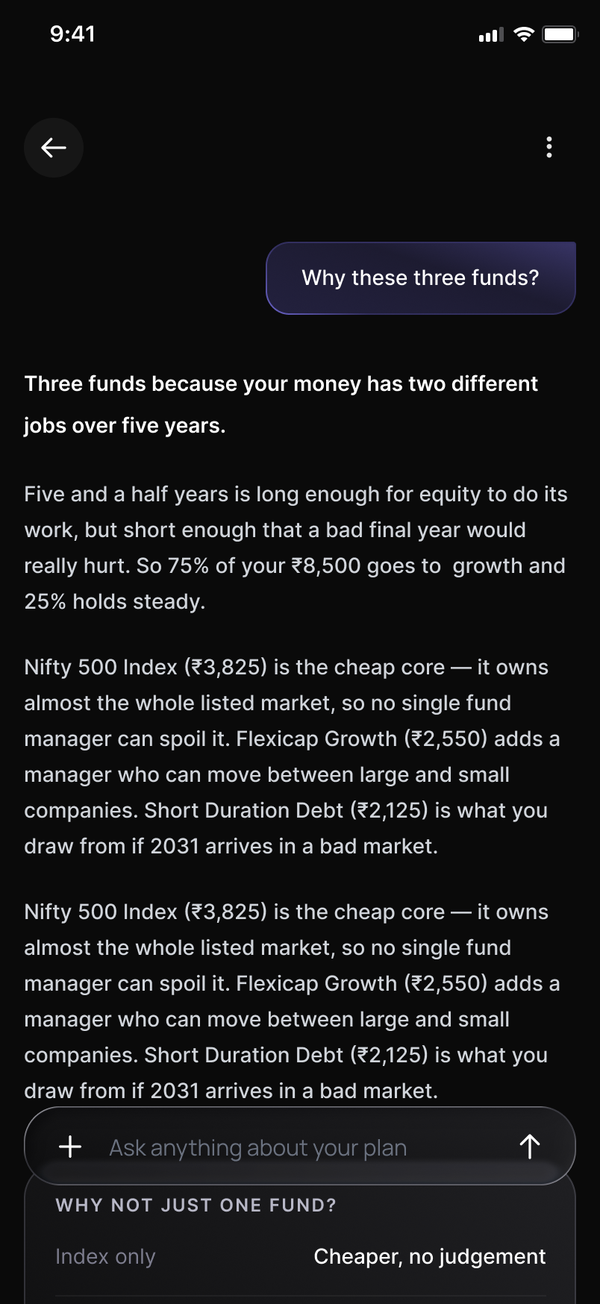 9:41
Why these three funds?
Three funds because your money has two different
jobs over five years.
Five and a half years is long enough for equity to do its
work, but short enough that a bad final year would
really hurt. So 75% of your ₹8,500 goes to  growth and
25% holds steady.
Nifty 500 Index (₹3,825) is the cheap core — it owns
almost the whole listed market, so no single fund
manager can spoil it. Flexicap Growth (₹2,550) adds a
manager who can move between large and small
companies. Short Duration Debt (₹2,125) is what you
draw from if 2031 arrives in a bad market.
Nifty 500 Index (₹3,825) is the cheap core — it owns
almost the whole listed market, so no single fund
manager can spoil it. Flexicap Growth (₹2,550) adds a
manager who can move between large and small
companies. Short Duration Debt (₹2,125) is what you
draw from if 2031 arrives in a bad market.
Ask anything about your plan
WHY NOT JUST ONE FUND?
Index only Cheaper, no judgement